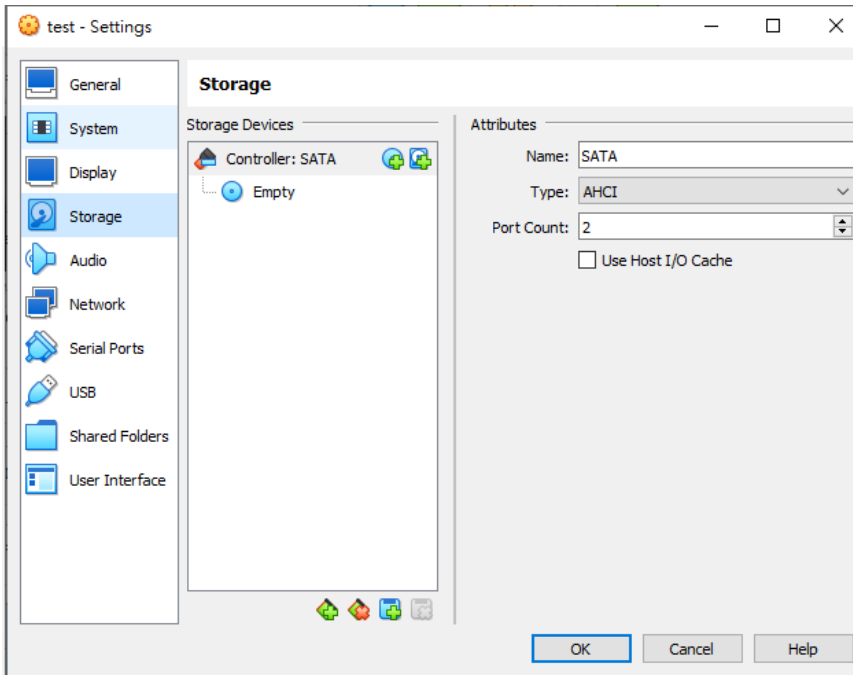 test - Settings
General
System
Display
Storage
Audio
Network
Serial Ports
USB
Shared Folders
User Interface
Storage
Storage Devices
Controller: SATA
Empty
Attributes
Name: SATA
Type: AHCI
Port Count: 2
Use Host I/O Cache
OK Cancel Help